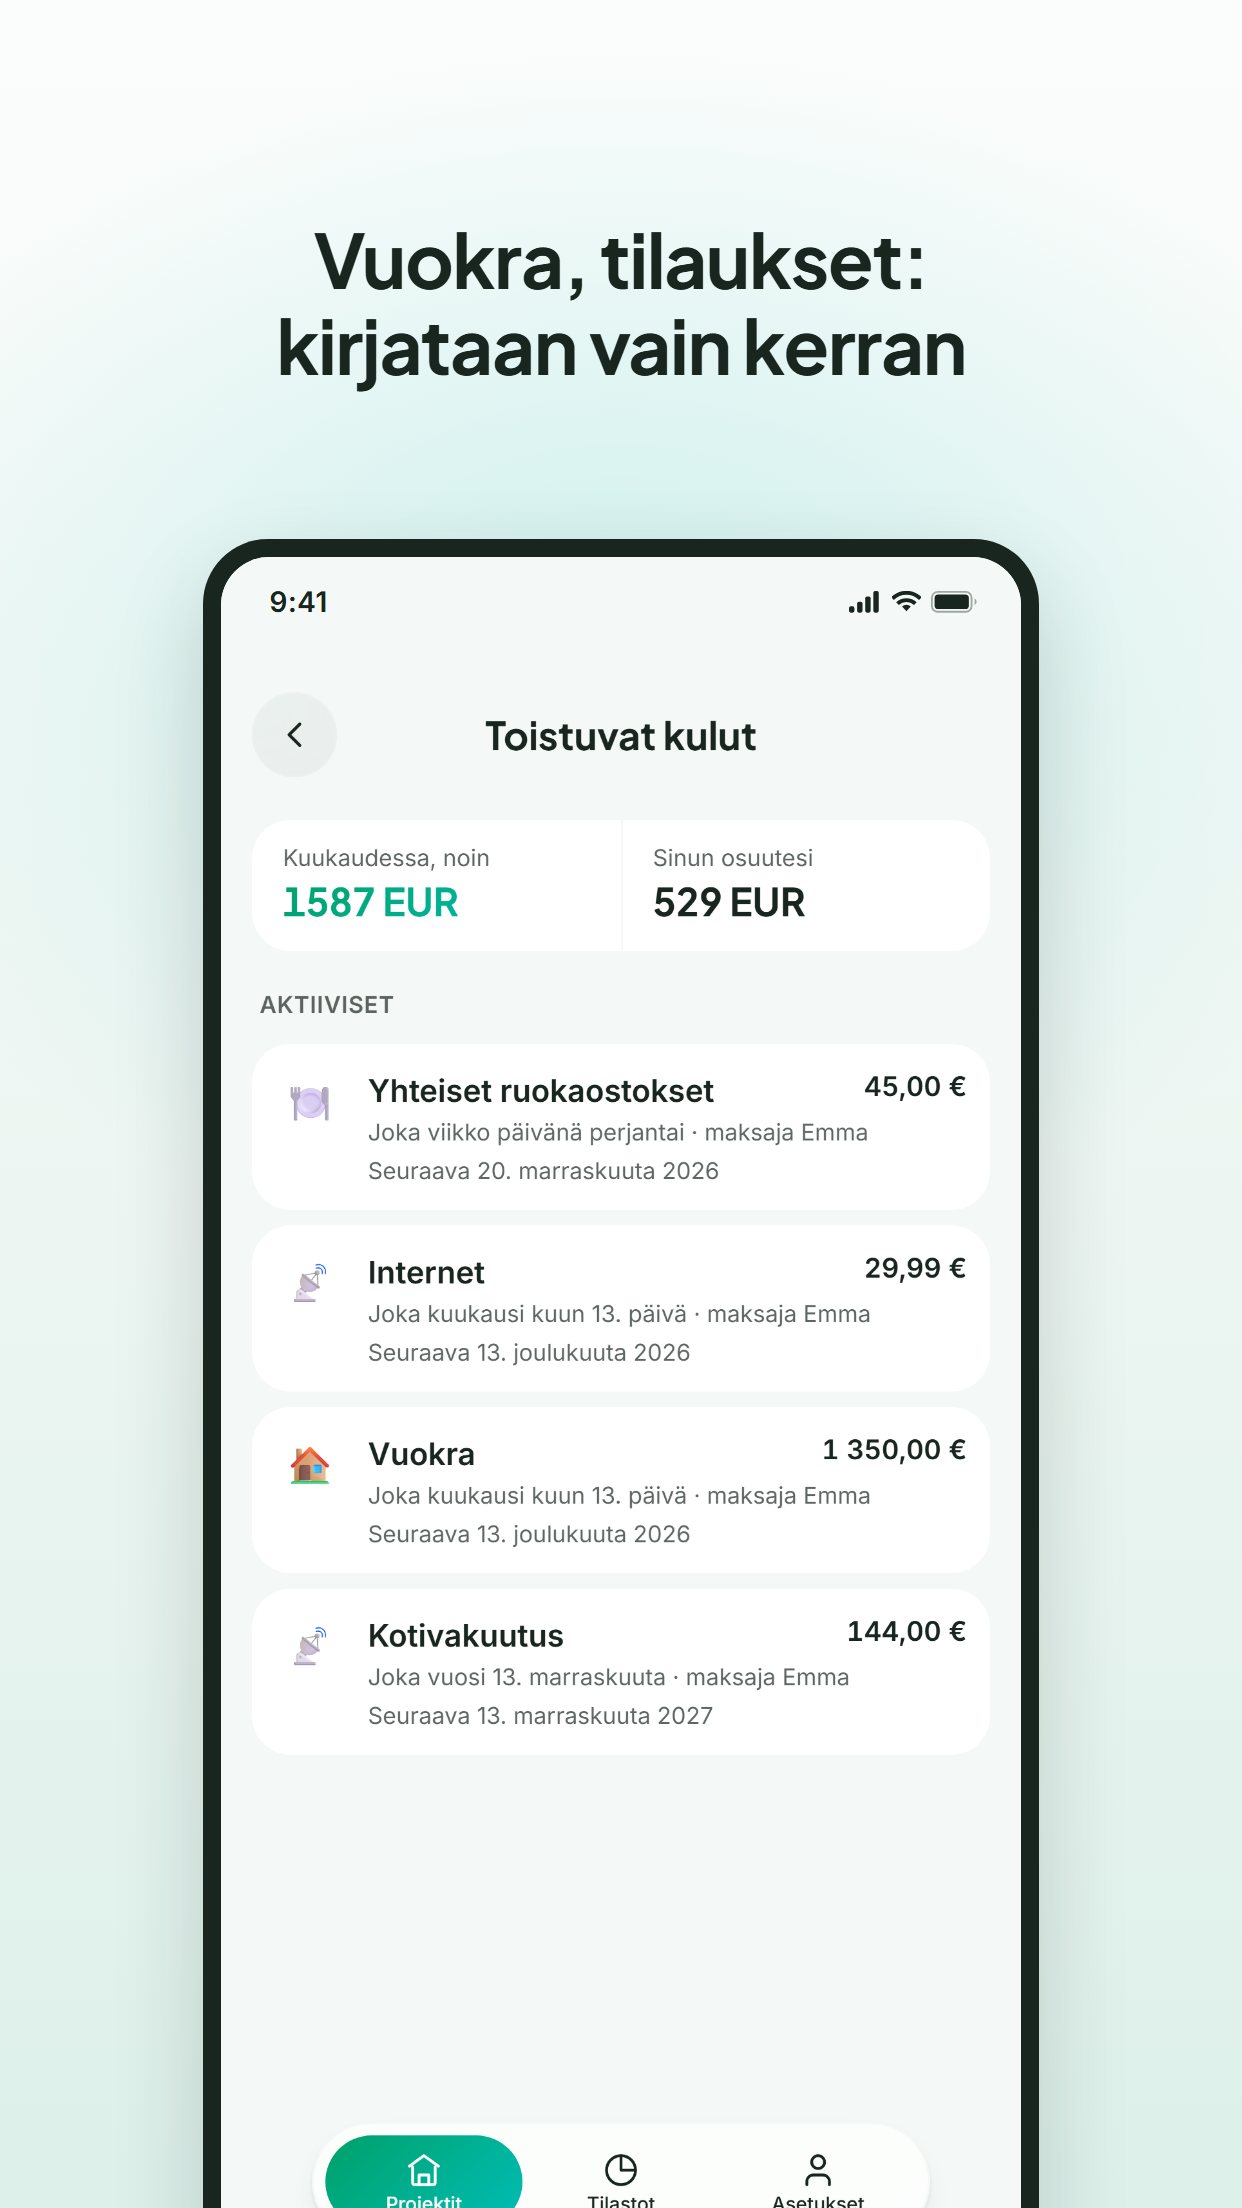 Vuokra, tilaukset:
kirjataan vain kerran
9:41
Toistuvat kulut
Kuukaudessa, noin
1587 EUR
Sinun osuutesi
529 EUR
AKTIIVISET
Yhteiset ruokaostokset
45,00 €
Joka viikko päivänä perjantai · maksaja Emma
Seuraava 20. marraskuuta 2026
Internet
29,99 €
Joka kuukausi kuun 13. päivä · maksaja Emma
Seuraava 13. joulukuuta 2026
Vuokra
1 350,00 €
Joka kuukausi kuun 13. päivä · maksaja Emma
Seuraava 13. joulukuuta 2026
Kotivakuutus
144,00 €
Joka vuosi 13. marraskuuta · maksaja Emma
Seuraava 13. marraskuuta 2027
Projektit
Tilastot
Asetukset